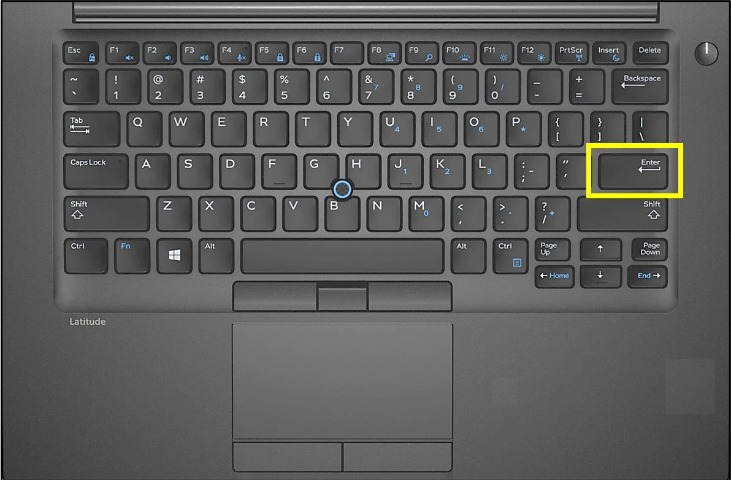 Esc F1 F2 F3 F4 F5 F6 F7 F8 F9 F10 F11 F12 PrtScr Insert Delete
~ ! @ # $ % ^ & * ( ) _ + Backspace
` 1 2 3 4 5 6 7 7 8 8 9 9 0 / - =
Tab Q W E R T Y U 4 I 5 O 6 P * { [ } ] | \
Caps Lock A S D F G H J 1 K 2 L 3 : ; - " ' Enter
Shift Z X C V B N M 0 < , > . . ? / + Shift
Ctrl Fn Alt Alt Ctrl Page Up ↑ Page Down
← Home ↓ End →
Latitude